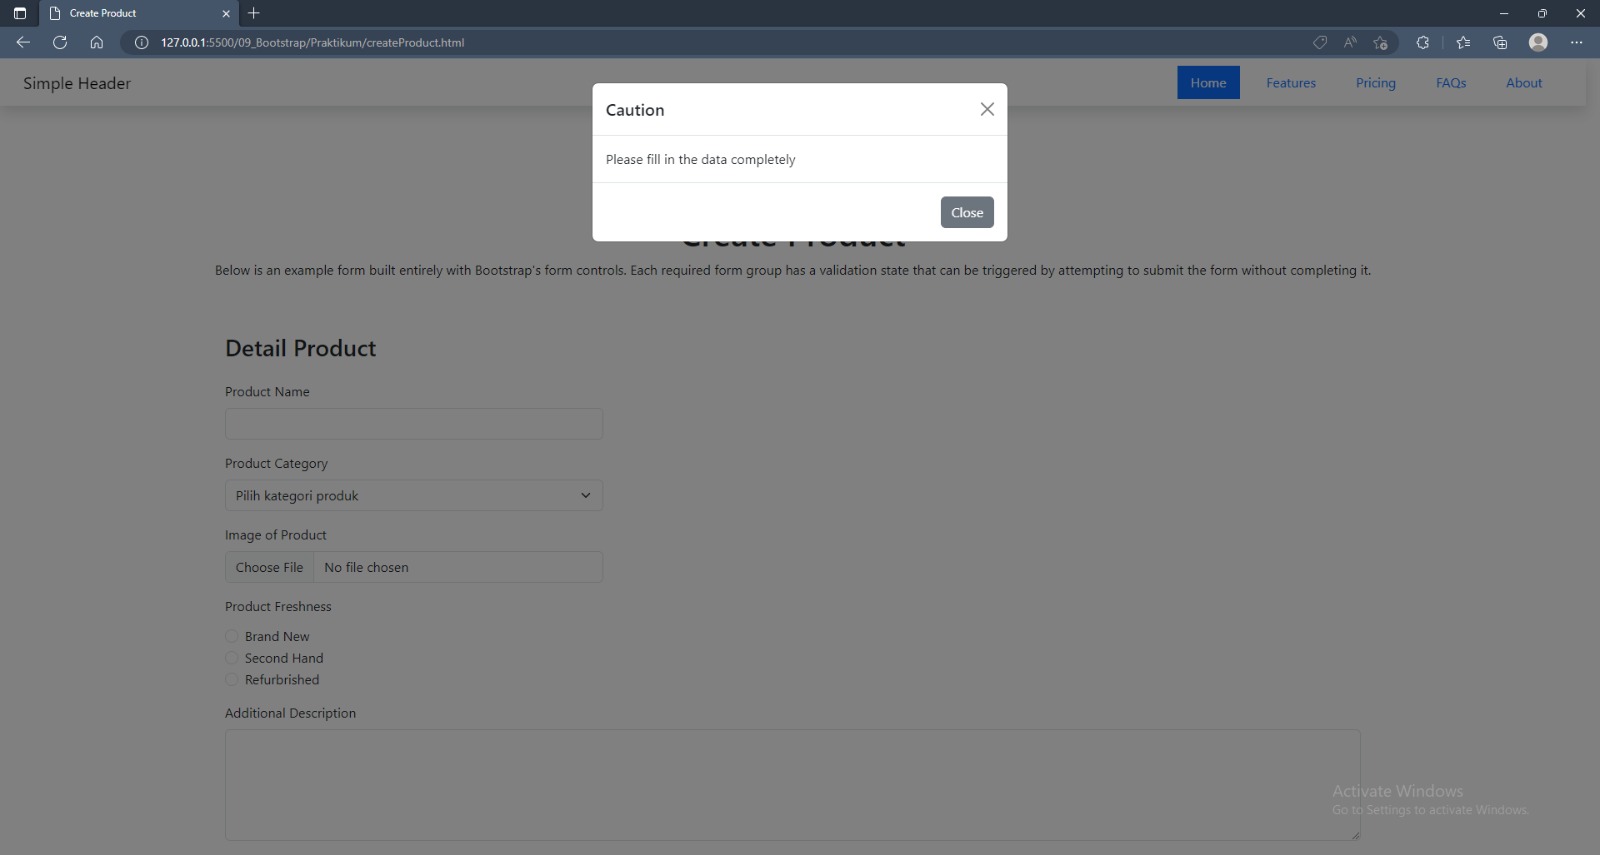 Create Product
127.0.0.1:5500/09_Bootstrap/Praktikum/createProduct.html
Simple Header
Home
Features
Pricing
FAQs
About
Caution
Please fill in the data completely
Close
Create Product
Below is an example form built entirely with Bootstrap's form controls. Each required form group has a validation state that can be triggered by attempting to submit the form without completing it.
Detail Product
Product Name
Product Category
Pilih kategori produk
Image of Product
Choose File No file chosen
Product Freshness
Brand New
Second Hand
Refurbrished
Additional Description
Activate Windows
Go to Settings to activate Windows.